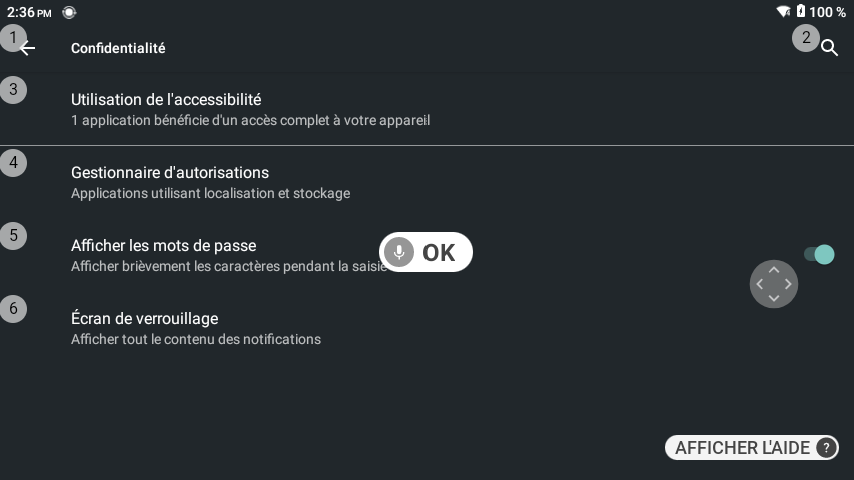 2:36 PM
100 %
1
Confidentialité
2
3
Utilisation de l'accessibilité
1 application bénéficie d'un accès complet à votre appareil
4
Gestionnaire d'autorisations
Applications utilisant localisation et stockage
5
Afficher les mots de passe
Afficher brièvement les caractères pendant la saisie
OK
6
Écran de verrouillage
Afficher tout le contenu des notifications
AFFICHER L'AIDE ?